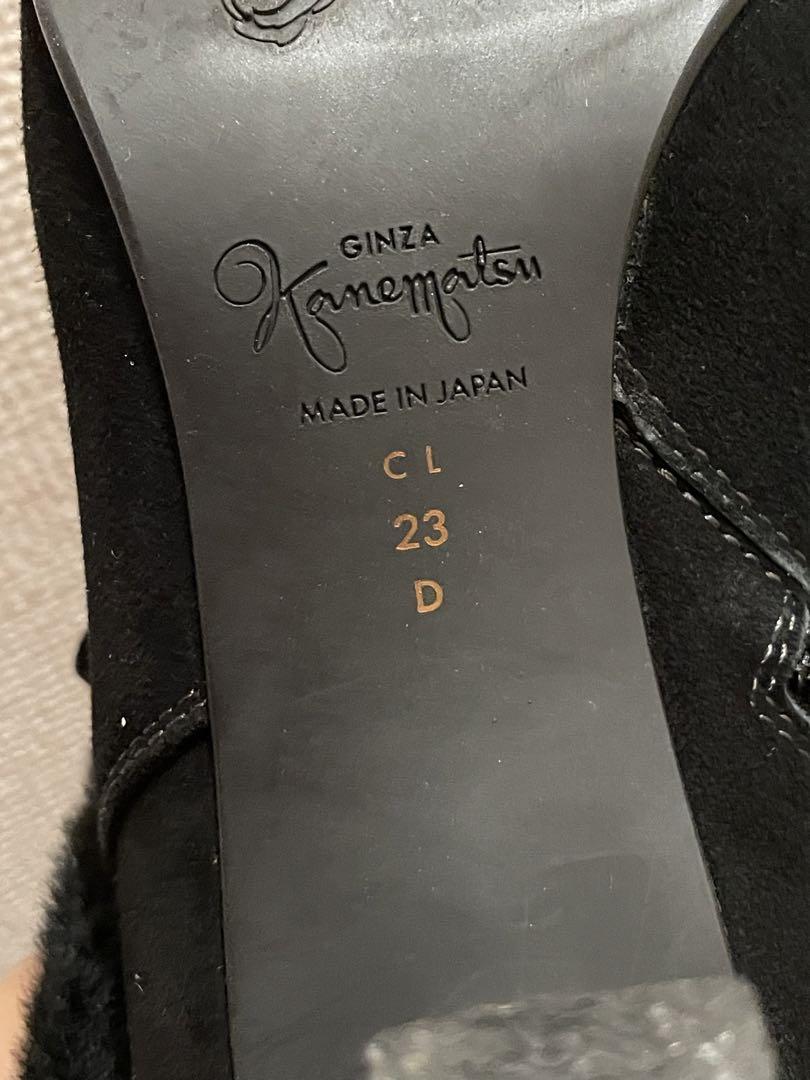 GINZA
Kanematsu
MADE IN JAPAN
C L
23
D